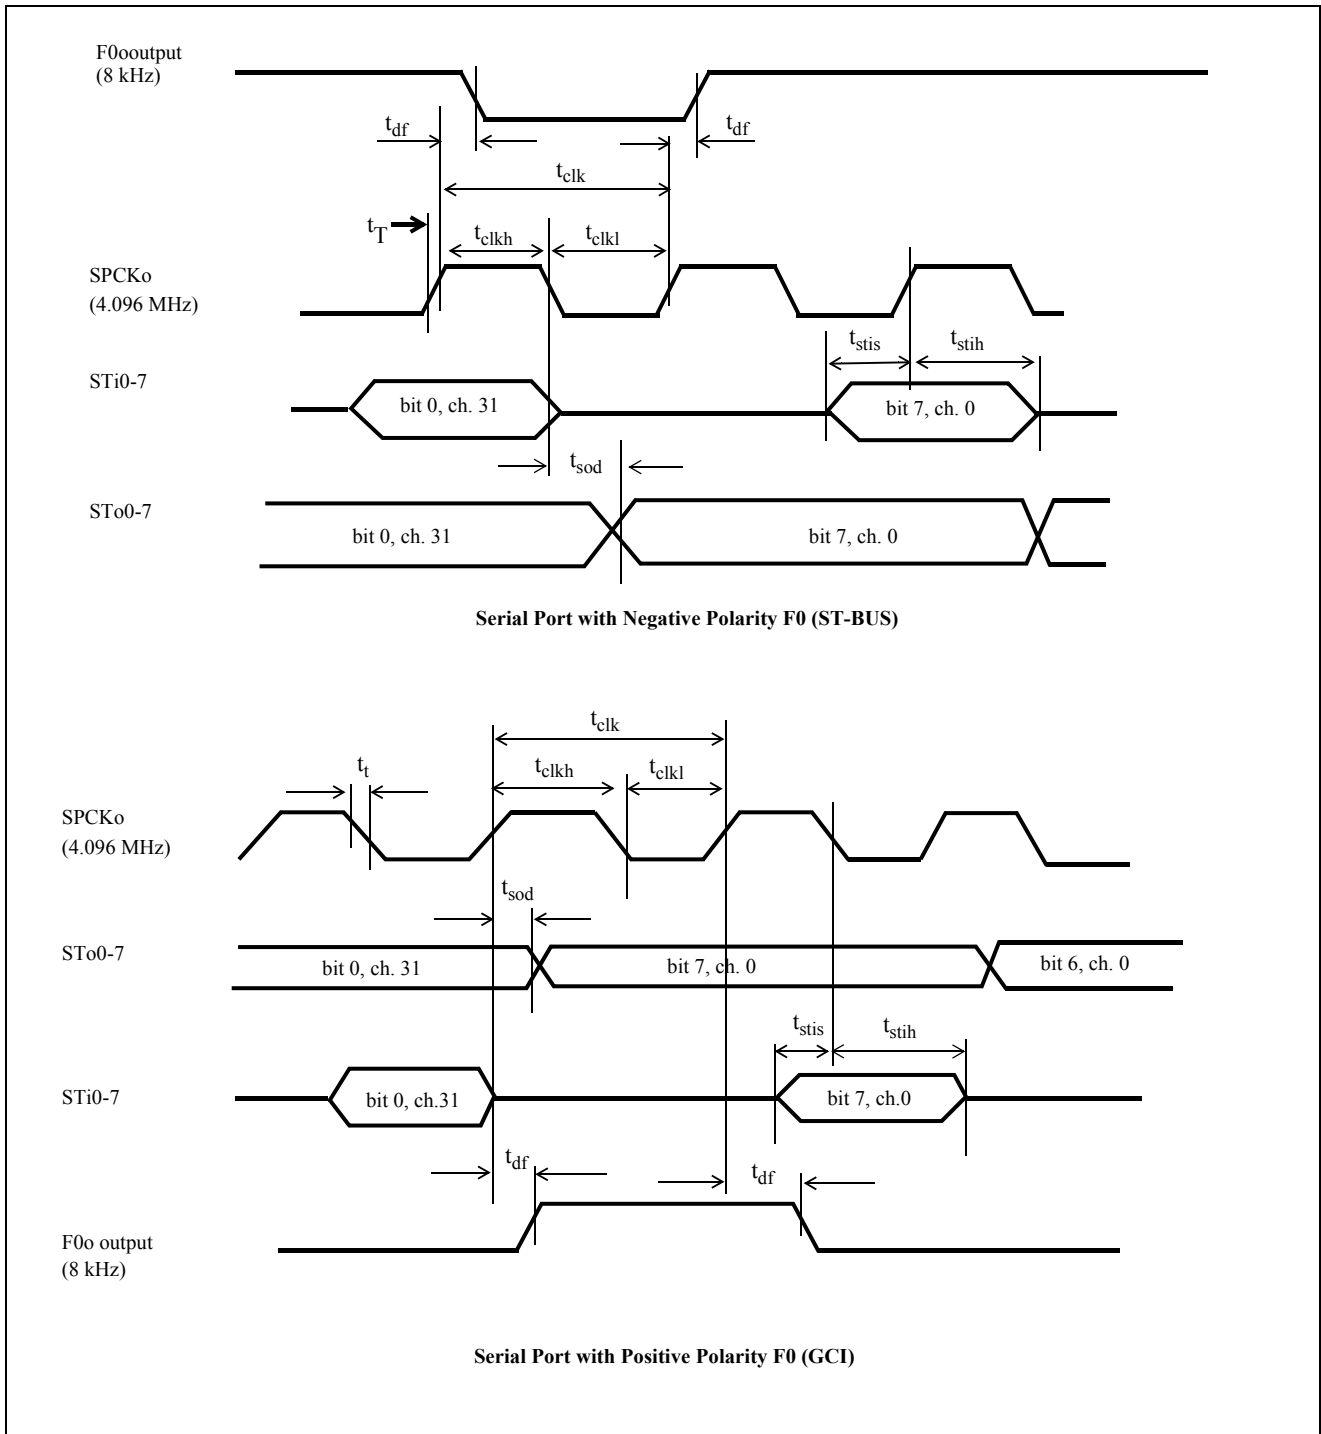 F0ooutput
(8 kHz)
tdf
tdf
tclk
tT
tclkh
tclkl
SPCKo
(4.096 MHz)
tstis
tstih
STi0-7
bit 0, ch. 31
bit 7, ch. 0
tsod
STo0-7
bit 0, ch. 31
bit 7, ch. 0
Serial Port with Negative Polarity F0 (ST-BUS)
tclk
tt
tclkh
tclkl
SPCKo
(4.096 MHz)
tsod
STo0-7
bit 0, ch. 31
bit 7, ch. 0
bit 6, ch. 0
tstis
tstih
STi0-7
bit 0, ch.31
bit 7, ch.0
tdf
tdf
F0o output
(8 kHz)
Serial Port with Positive Polarity F0 (GCI)